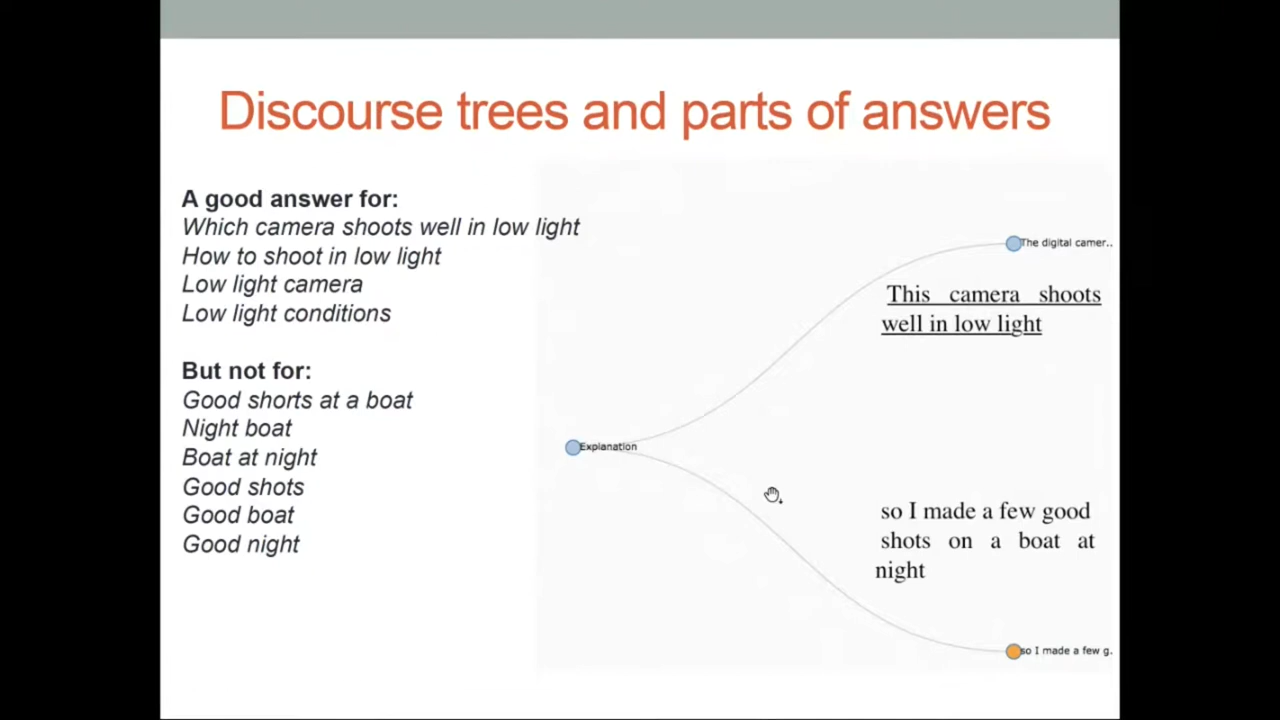 Discourse trees and parts of answers
A good answer for:
Which camera shoots well in low light
How to shoot in low light
Low light camera
Low light conditions
But not for:
Good shorts at a boat
Night boat
Boat at night
Good shots
Good boat
Good night
The digital camer..
This camera shoots
well in low light
Explanation
so I made a few good
shots on a boat at
night
so I made a few g.